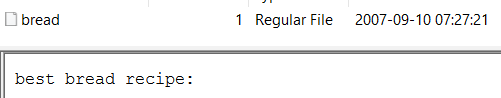 bread 1 Regular File 2007-09-10 07:27:21
best bread recipe: